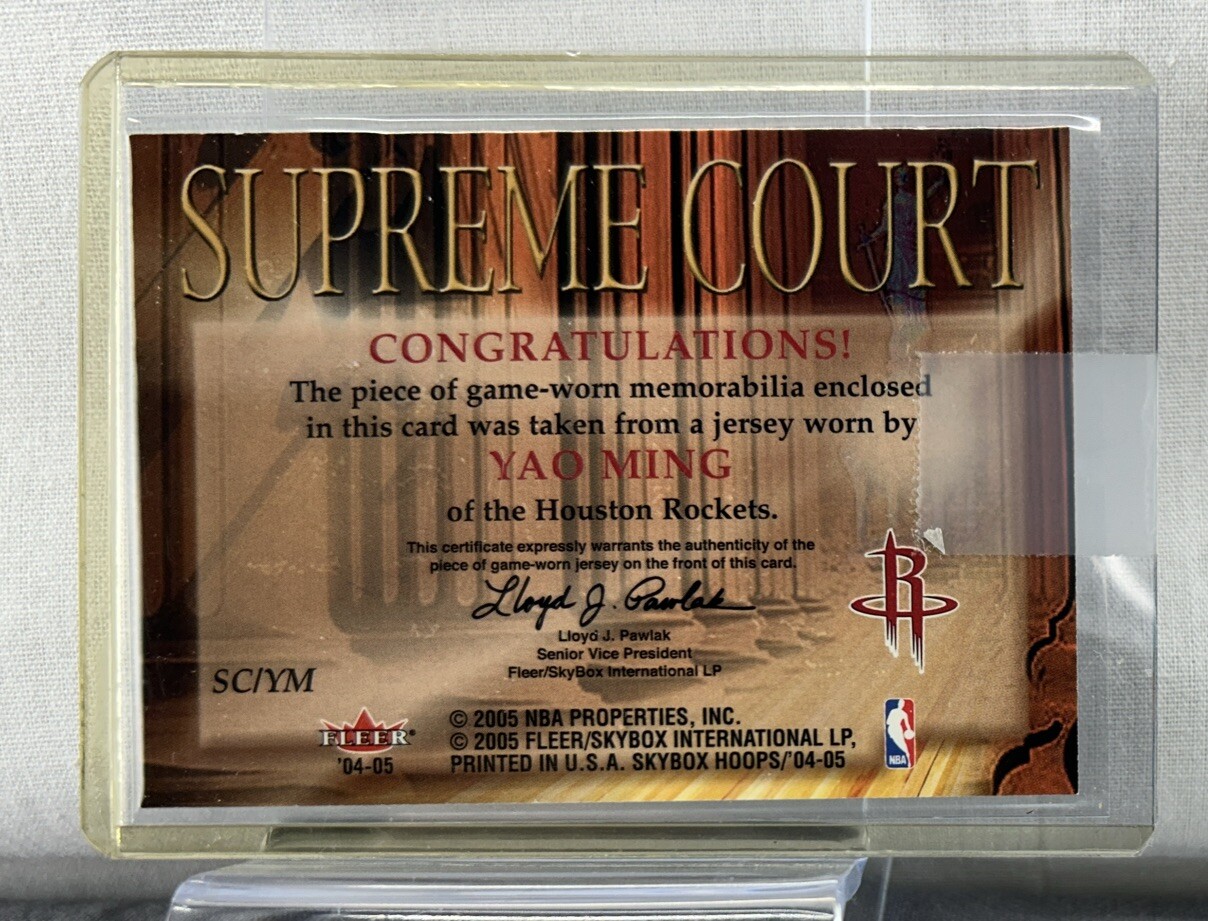 SUPREME COURT
CONGRATULATIONS!
The piece of game-worn memorabilia enclosed
in this card was taken from a jersey worn by
YAO MING
of the Houston Rockets.
This certificate expressly warrants the authenticity of the
piece of game-worn jersey on the front of this card.
Lloyd J. Pawlak
Lloyd J. Pawlak
Senior Vice President
Fleer/SkyBox International LP
SC/YM
FLEER®
'04-05
© 2005 NBA PROPERTIES, INC.
© 2005 FLEER/SKYBOX INTERNATIONAL LP,
PRINTED IN U.S.A. SKYBOX HOOPS/'04-05
R
NBA